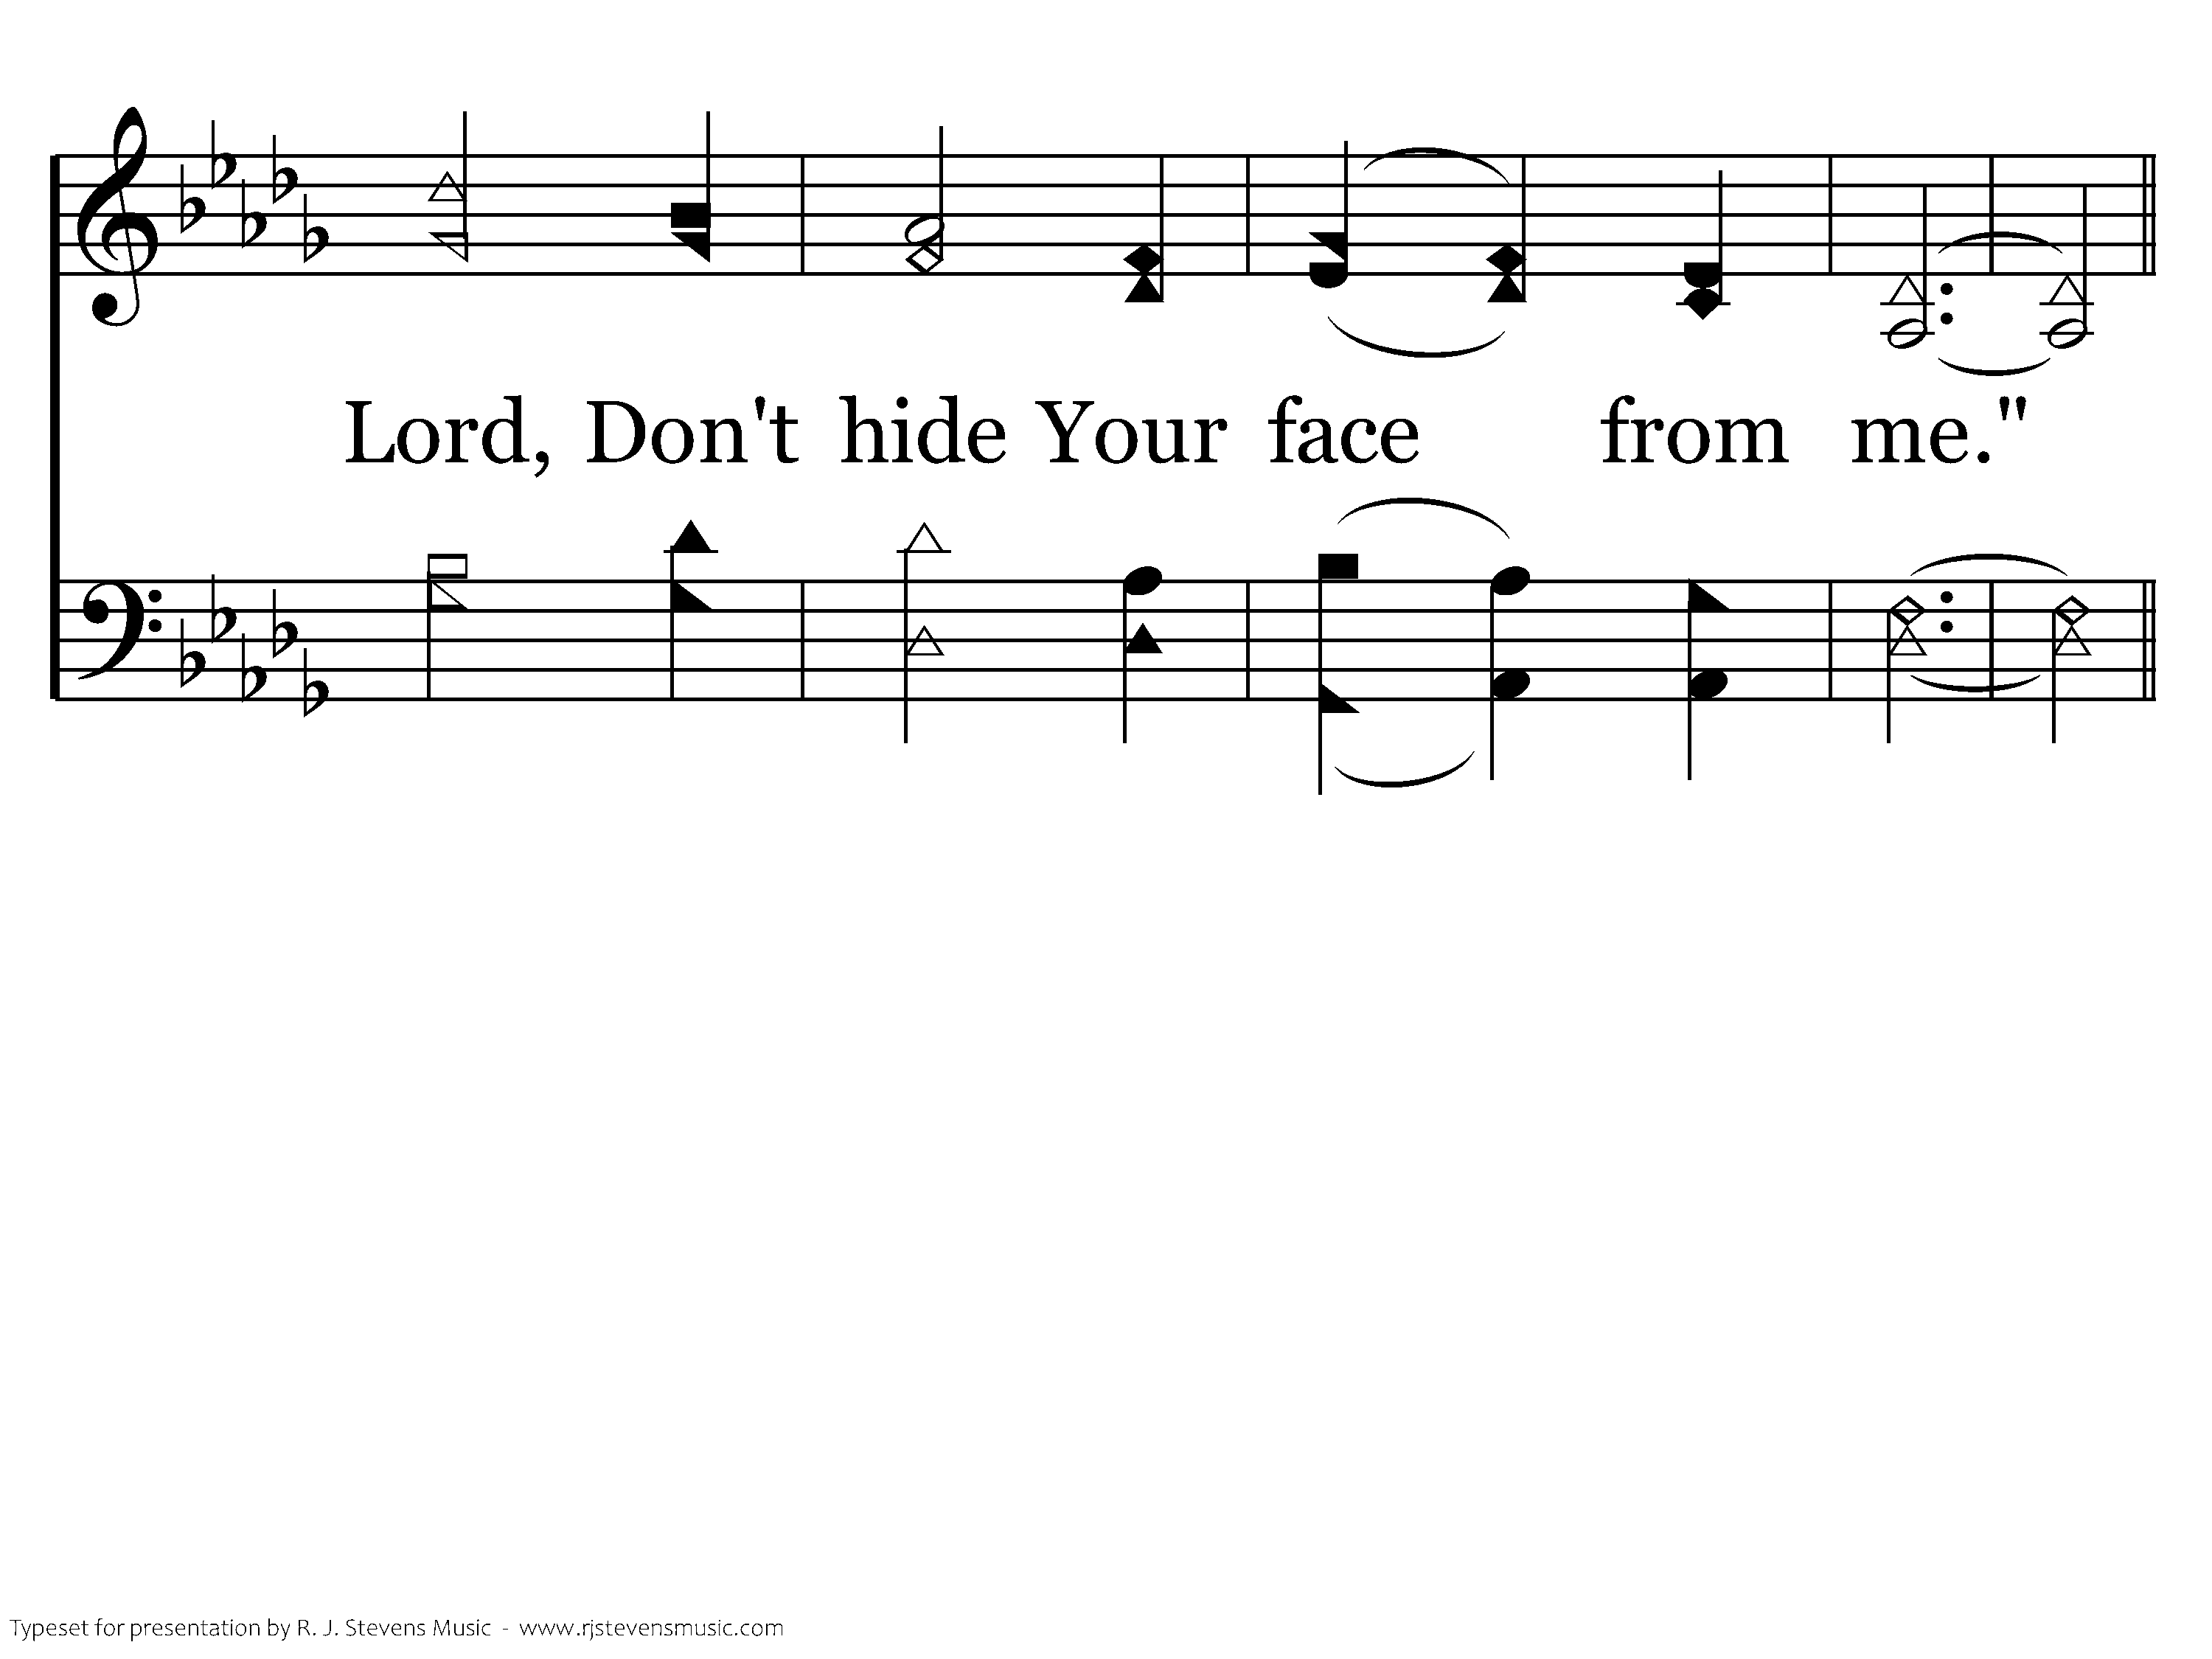 Lord, Don't hide Your face from me."
Typeset for presentation by R. J. Stevens Music - www.rjstevensmusic.com